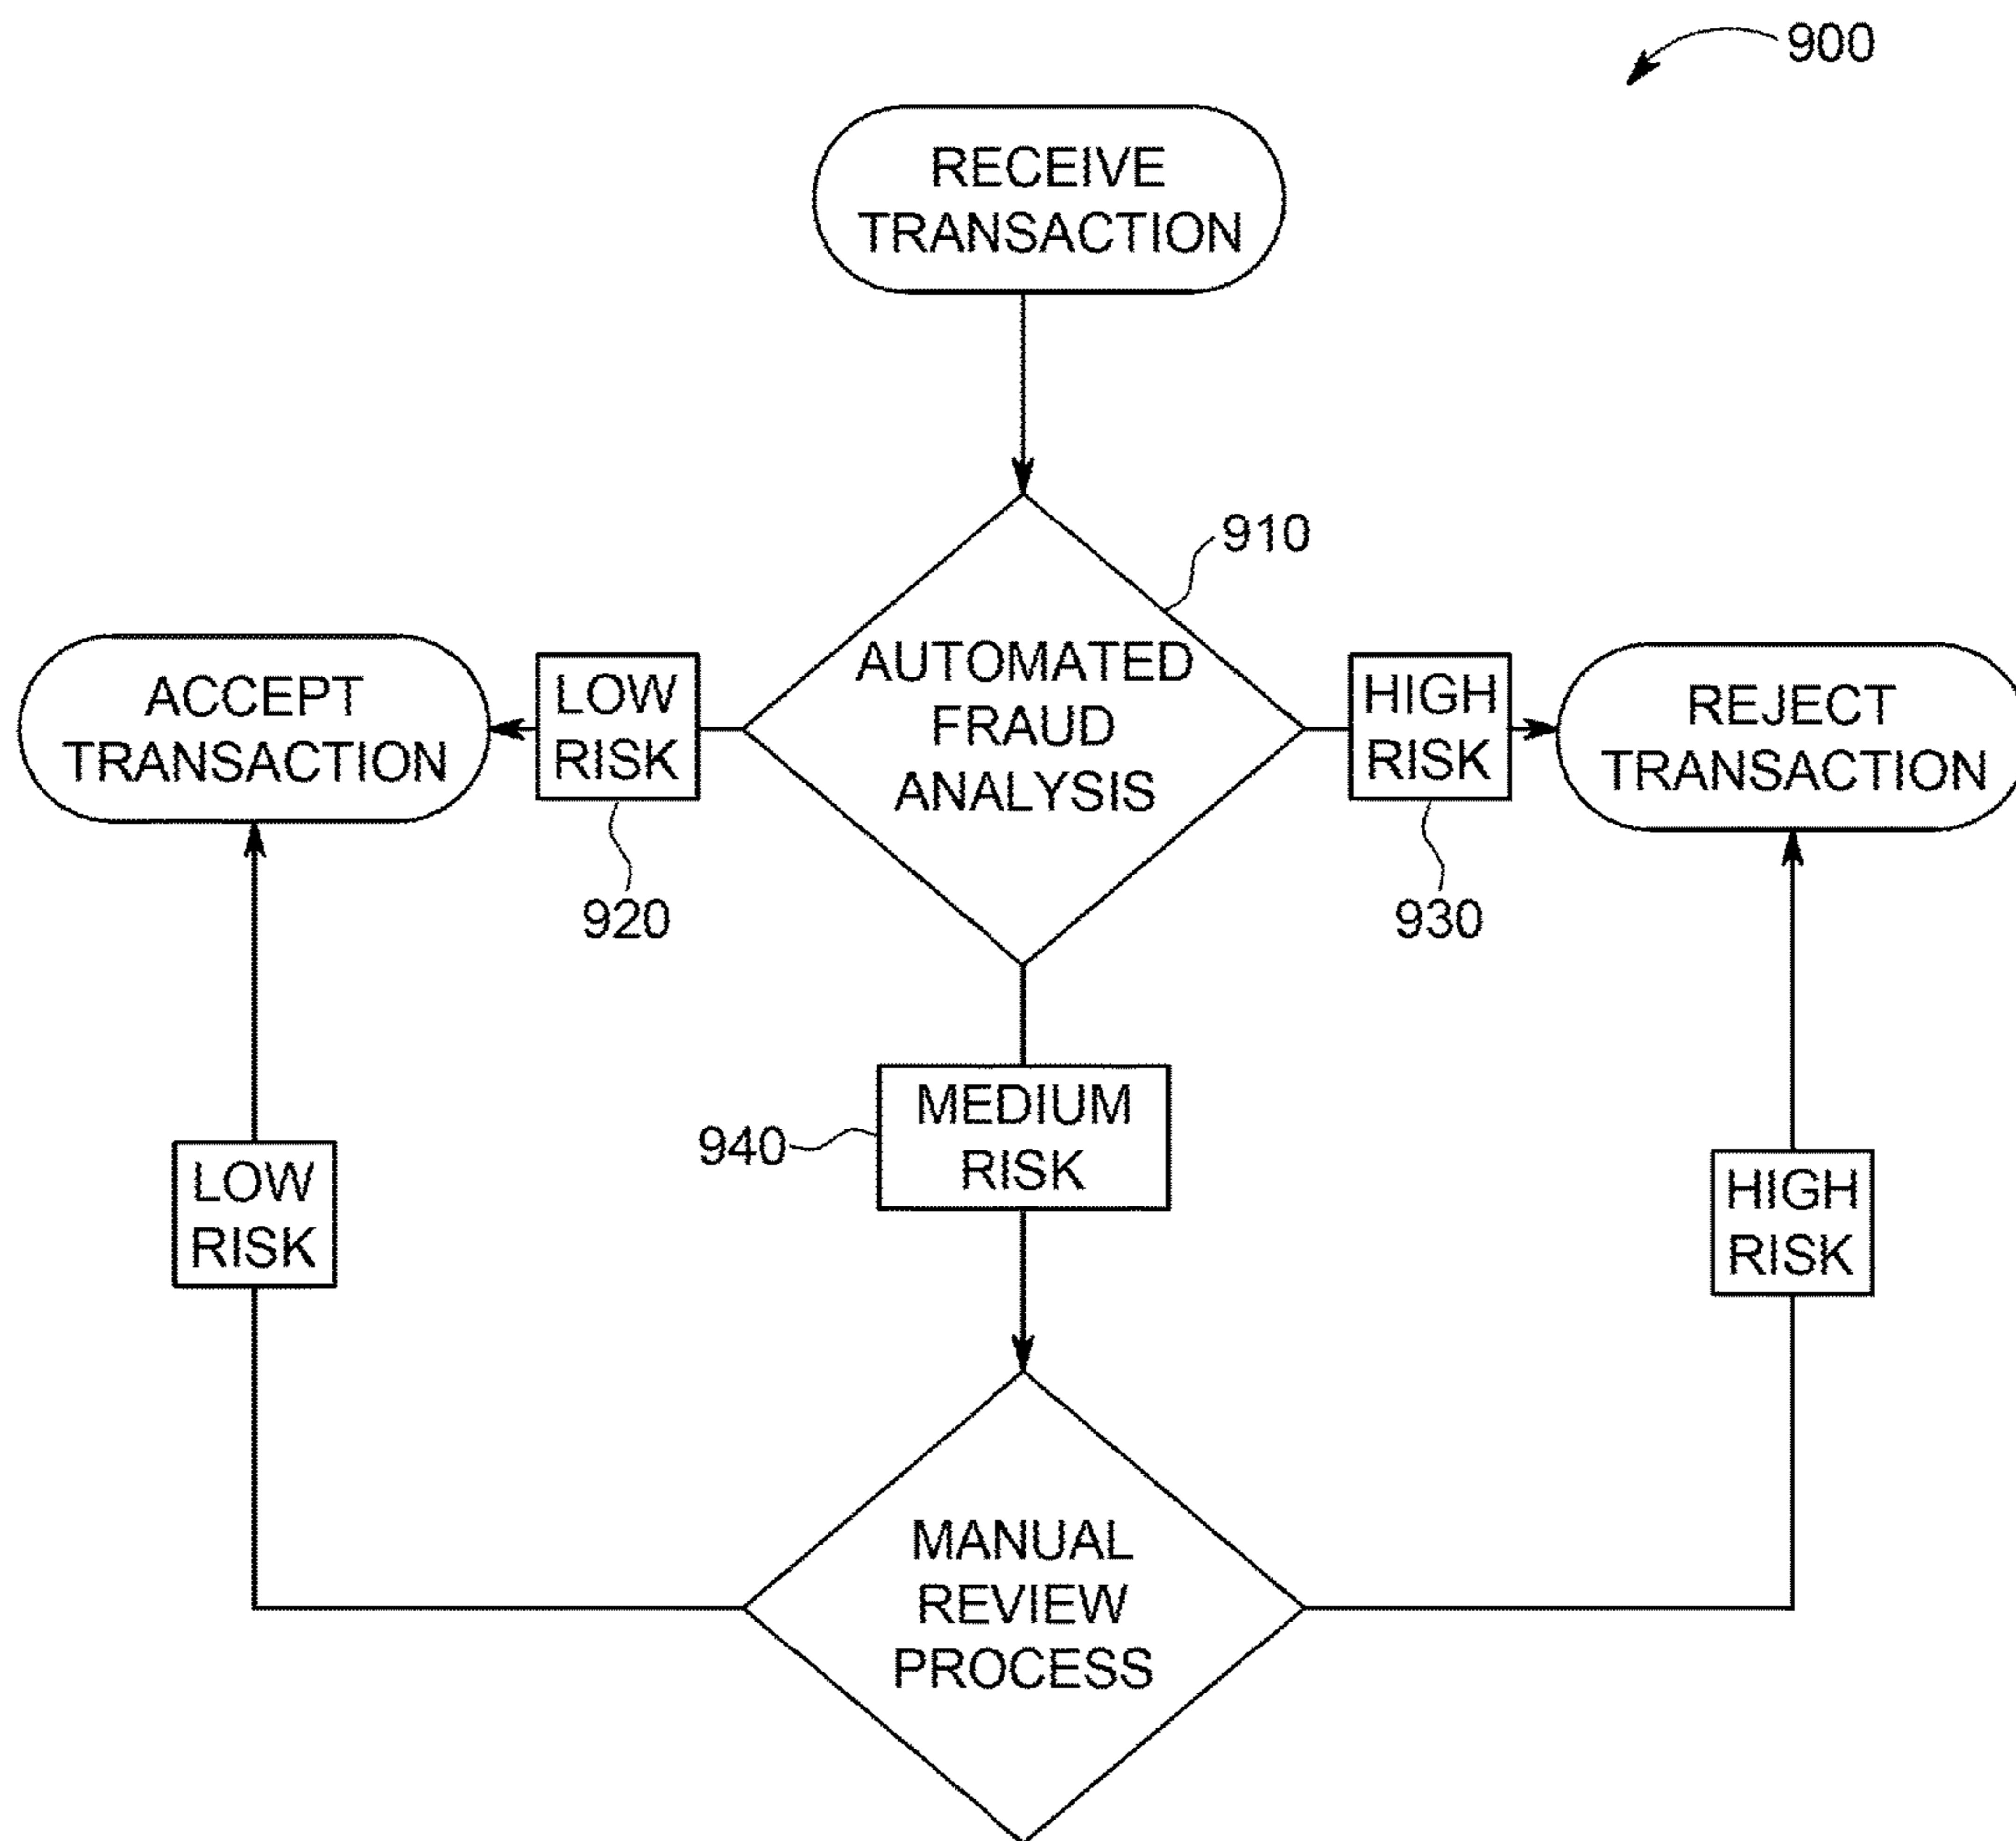 900
RECEIVE
TRANSACTION
910
AUTOMATED
FRAUD
ANALYSIS
ACCEPT
TRANSACTION
LOW
RISK
920
HIGH
RISK
930
REJECT
TRANSACTION
940
MEDIUM
RISK
LOW
RISK
HIGH
RISK
MANUAL
REVIEW
PROCESS